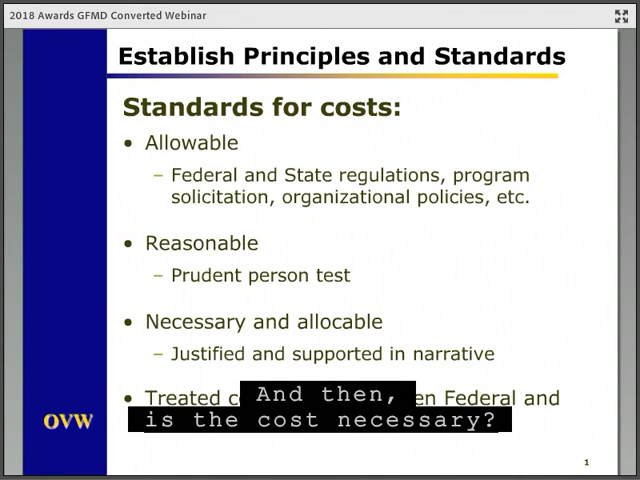 2018 Awards GFMD Converted Webinar
Establish Principles and Standards
Standards for costs:
• Allowable
– Federal and State regulations, program
solicitation, organizational policies, etc.
• Reasonable
– Prudent person test
• Necessary and allocable
– Justified and supported in narrative
• Treated Federal and
And then,
is the cost necessary?
OVW
1